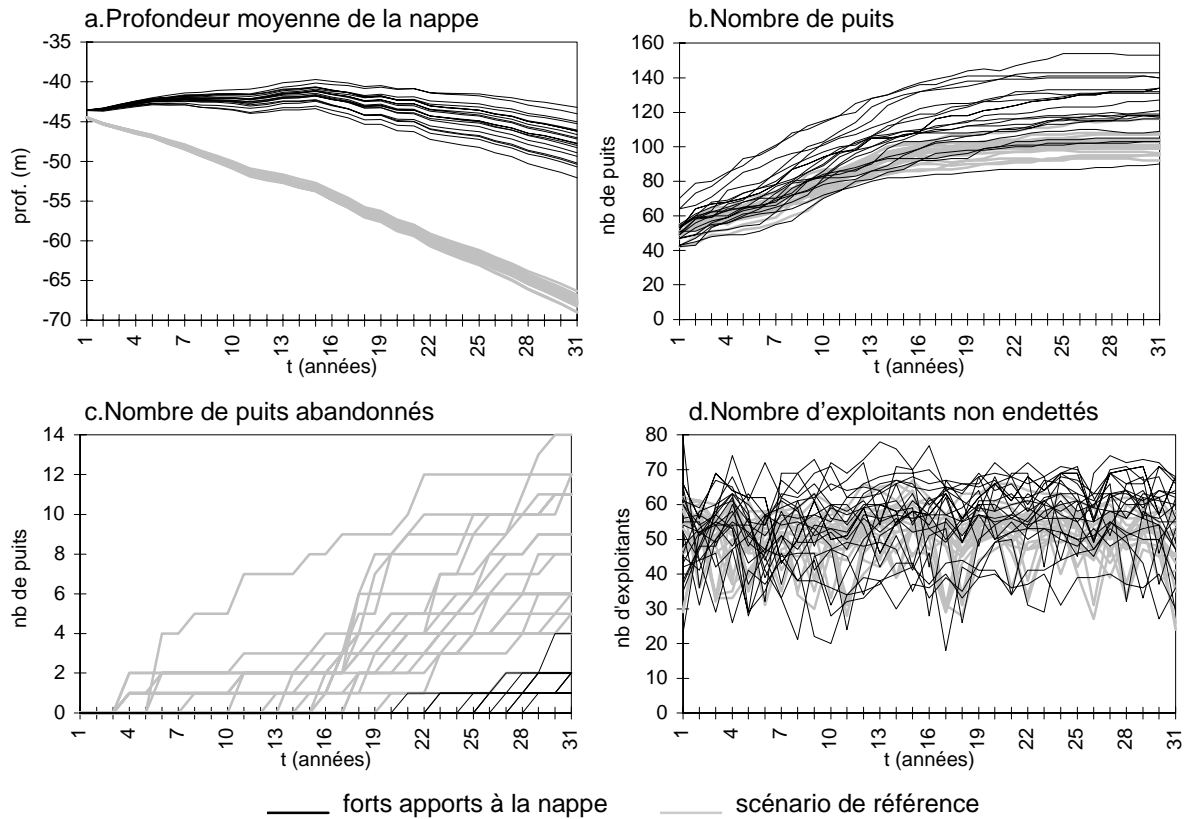 a.Profondeur moyenne de la nappe
-35
-40
-45
-50
-55
-60
-65
-70
prof. (m)
1 4 7 10 13 16 19 22 25 28 31
t (années)
b.Nombre de puits
160
140
120
100
80
60
40
20
0
nb de puits
1 4 7 10 13 16 19 22 25 28 31
t (années)
c.Nombre de puits abandonnés
14
12
10
8
6
4
2
0
nb de puits
1 4 7 10 13 16 19 22 25 28 31
t (années)
d.Nombre d'exploitants non endettés
80
70
60
50
40
30
20
10
0
nb d'exploitants
1 4 7 10 13 16 19 22 25 28 31
t (années)
forts apports à la nappe
scénario de référence